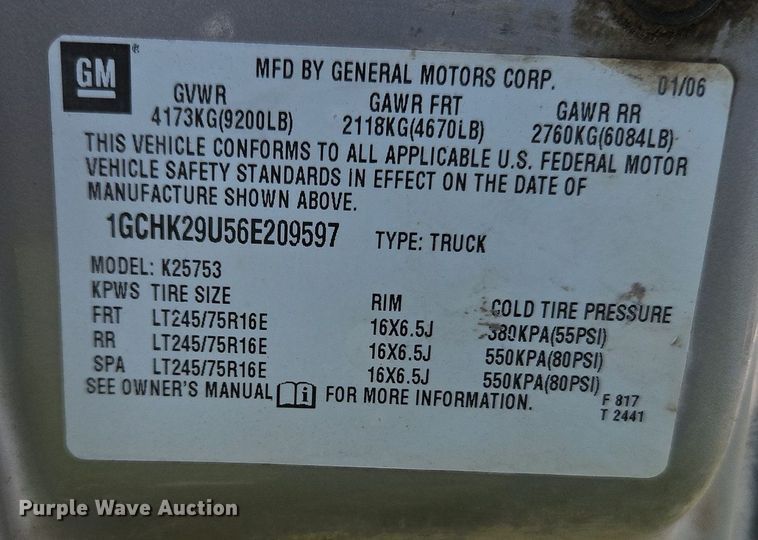 GM
®
MFD BY GENERAL MOTORS CORP. 01/06
GVWR GAWR FRT GAWR RR
4173KG(9200LB) 2118KG(4670LB) 2760KG(6084LB)
THIS VEHICLE CONFORMS TO ALL APPLICABLE U.S. FEDERAL MOTOR
VEHICLE SAFETY STANDARDS IN EFFECT ON THE DATE OF
MANUFACTURE SHOWN ABOVE.
1GCHK29U56E209597 TYPE: TRUCK
MODEL: K25753
KPWS TIRE SIZE RIM COLD TIRE PRESSURE
FRT LT245/75R16E 16X6.5J 380KPA(55PSI)
RR LT245/75R16E 16X6.5J 550KPA(80PSI)
SPA LT245/75R16E 16X6.5J 550KPA(80PSI)
SEE OWNER'S MANUAL i FOR MORE INFORMATION. F 817
T 2441
Purple Wave Auction